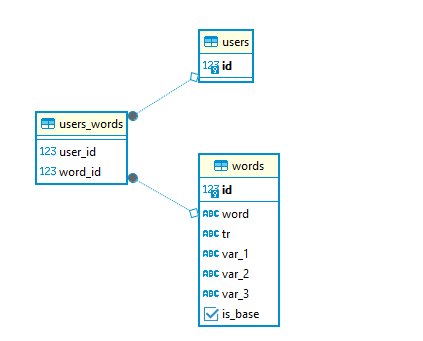 users
123 id
users_words
123 user_id
123 word_id
words
123 id
ABC word
ABC tr
ABC var_1
ABC var_2
ABC var_3
is_base